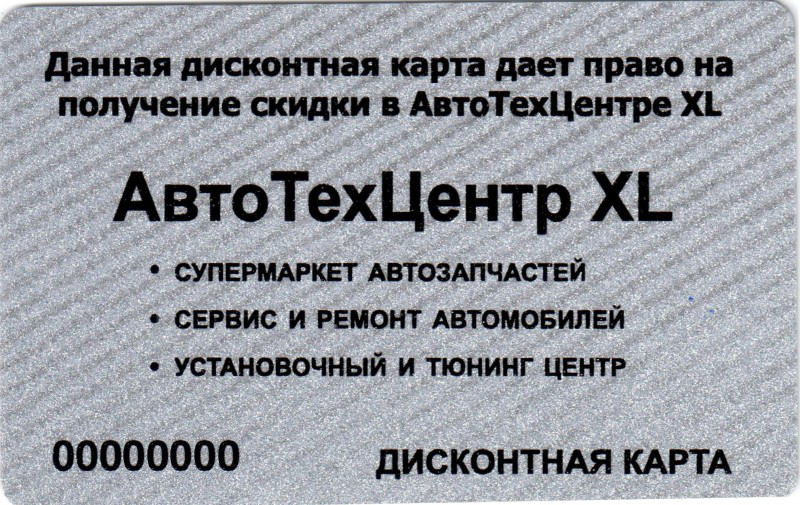 Данная дисконтная карта дает право на
получение скидки в АвтоТехЦентре XL
АвтоТехЦентр XL
• СУПЕРМАРКЕТ АВТОЗАПЧАСТЕЙ
• СЕРВИС И РЕМОНТ АВТОМОБИЛЕЙ
• УСТАНОВОЧНЫЙ И ТЮНИНГ ЦЕНТР
00000000
ДИСКОНТНАЯ КАРТА